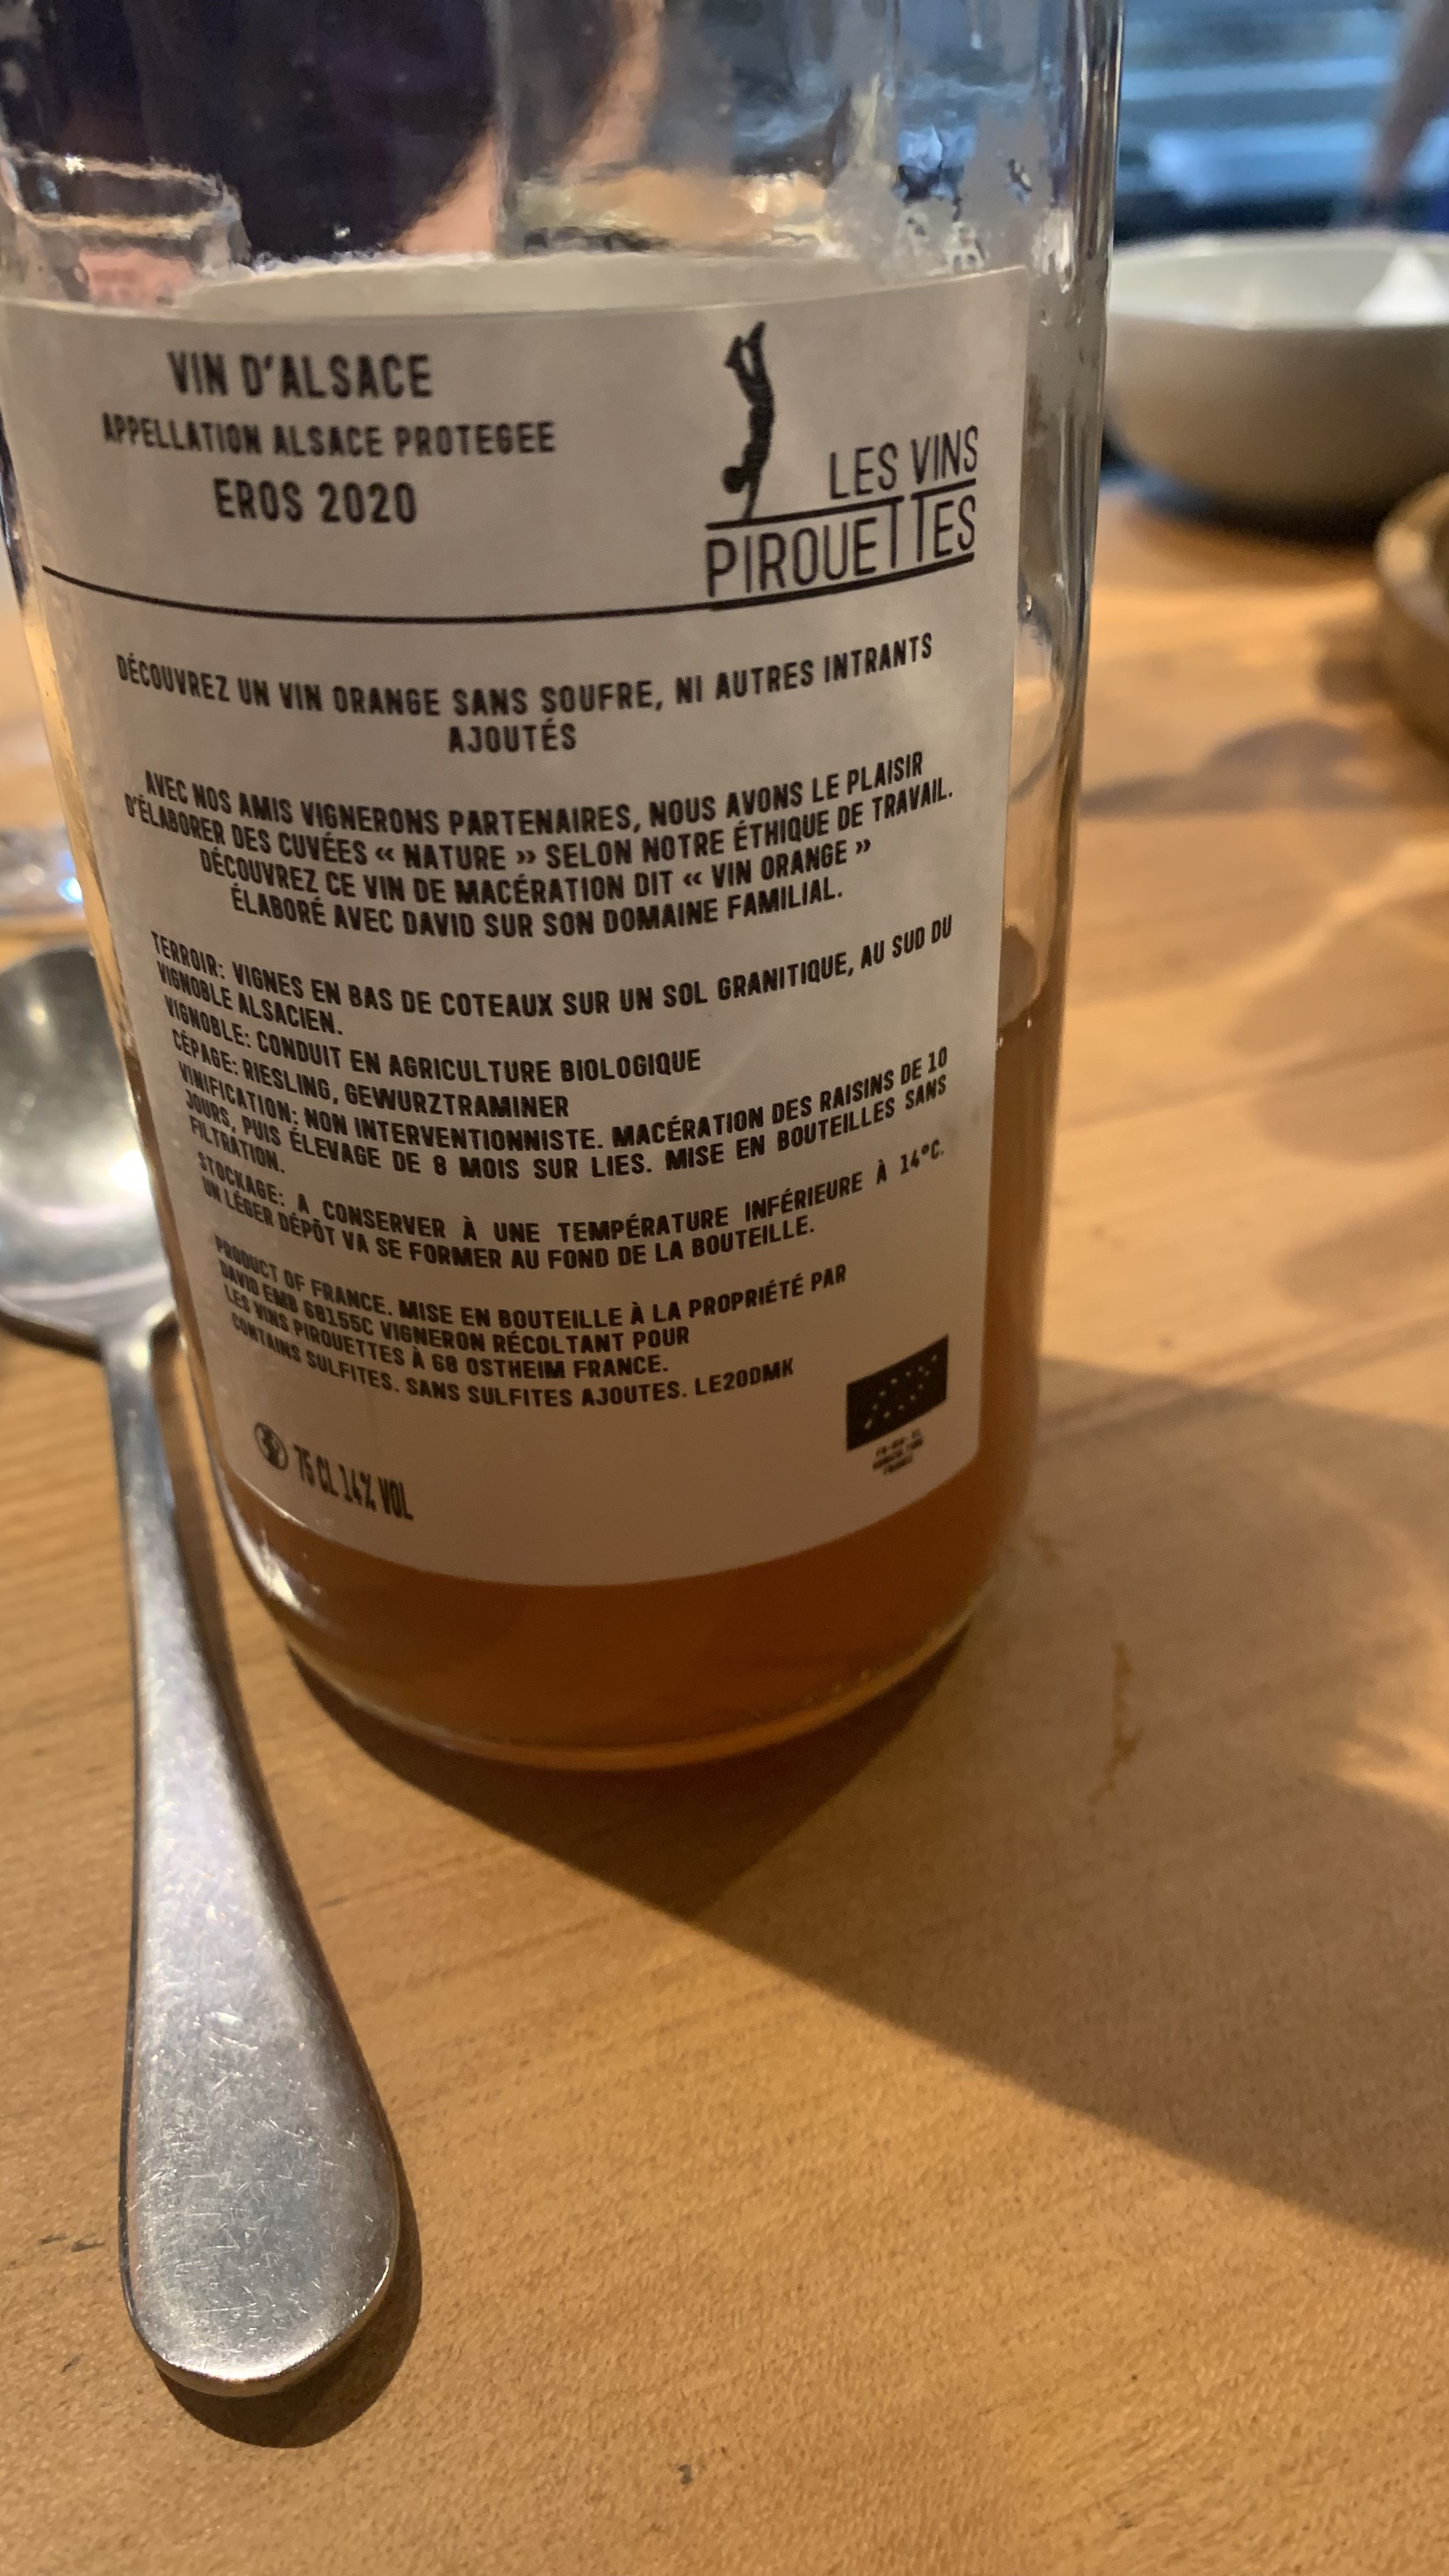 VIN D'ALSACE
APPELLATION ALSACE PROTEGEE
EROS 2020
LES VINS
PIROUETTES
DÉCOUVREZ UN VIN ORANGE SANS SOUFRE, NI AUTRES INTRANTS
AJOUTÉS
AVEC NOS AMIS VIGNERONS PARTENAIRES, NOUS AVONS LE PLAISIR
D'ÉLABORER DES CUVÉES « NATURE » SELON NOTRE ÉTHIQUE DE TRAVAIL.
DÉCOUVREZ CE VIN DE MACÉRATION DIT « VIN ORANGE »
ÉLABORÉ AVEC DAVID SUR SON DOMAINE FAMILIAL.
TERROIR: VIGNES EN BAS DE COTEAUX SUR UN SOL GRANITIQUE, AU SUD DU
VIGNOBLE ALSACIEN.
VIGNOBLE: CONDUIT EN AGRICULTURE BIOLOGIQUE
CÉPAGE: RIESLING, GEWURZTRAMINER
VINIFICATION: NON INTERVENTIONNISTE. MACÉRATION DES RAISINS DE 10
JOURS, PUIS ÉLEVAGE DE 8 MOIS SUR LIES. MISE EN BOUTEILLES SANS
FILTRATION.
STOCKAGE: A CONSERVER À UNE TEMPÉRATURE INFÉRIEURE À 14°C.
UN LÉGER DÉPÔT VA SE FORMER AU FOND DE LA BOUTEILLE.
PRODUCT OF FRANCE. MISE EN BOUTEILLE À LA PROPRIÉTÉ PAR
DAVID EMB 68155C VIGNERON RÉCOLTANT POUR
LES VINS PIROUETTES À 68 OSTHEIM FRANCE.
CONTAINS SULFITES. SANS SULFITES AJOUTES. LE20DMK
75 CL 14% VOL
FRANCE